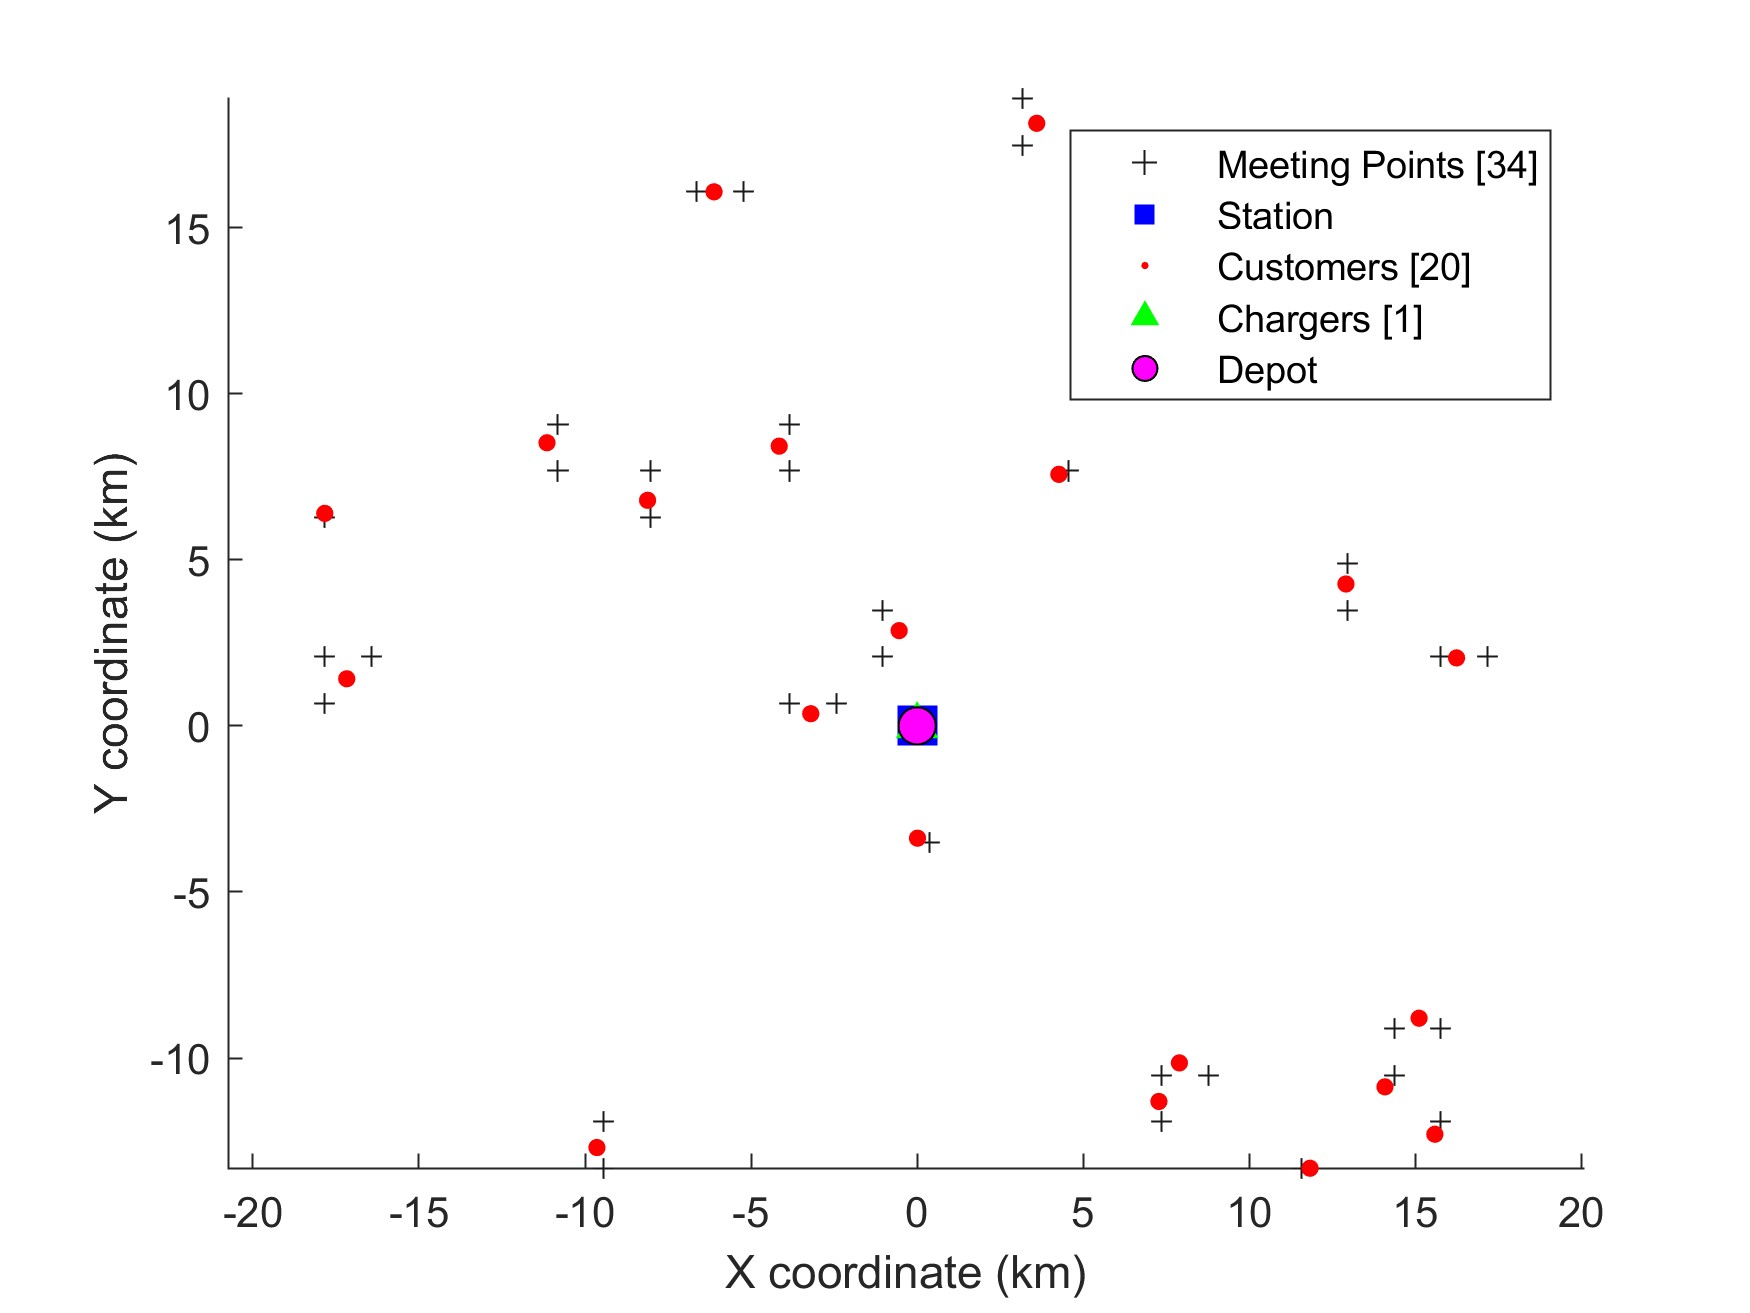 Meeting Points [34]
Station
Customers [20]
Chargers [1]
Depot
15
10
5
0
-5
-10
Y coordinate (km)
-20 -15 -10 -5 0 5 10 15 20
X coordinate (km)